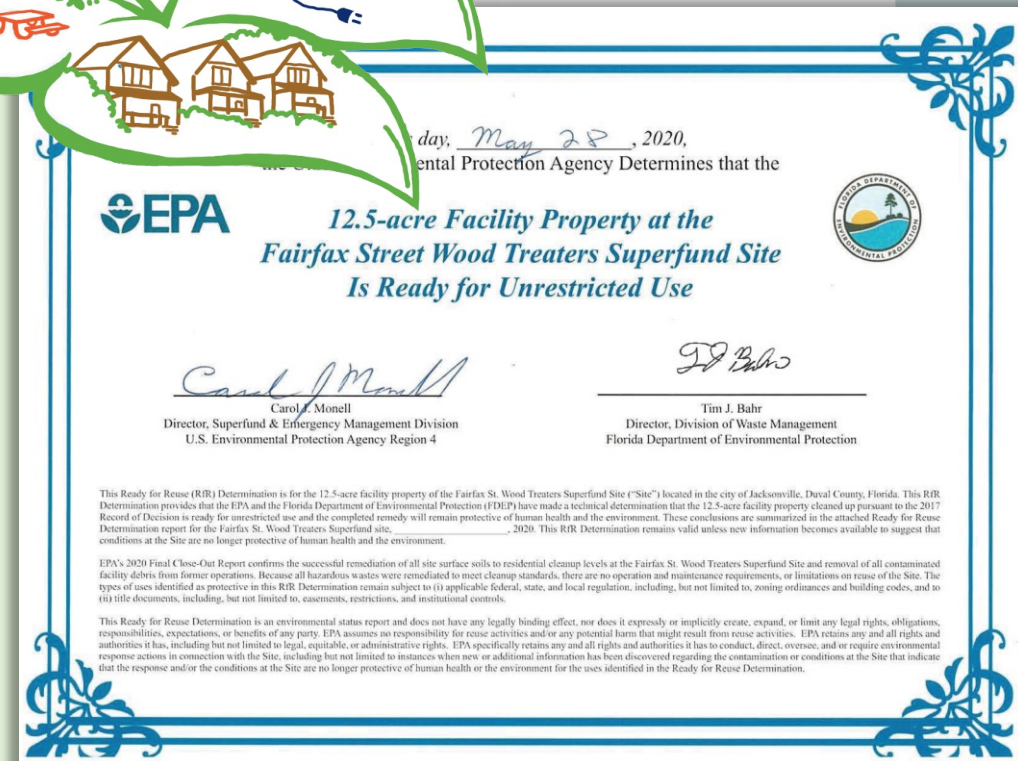 day, May 28, 2020,
ental Protection Agency Determines that the
EPA
12.5-acre Facility Property at the
Fairfax Street Wood Treaters Superfund Site
Is Ready for Unrestricted Use
FLORIDA DEPARTMENT OF ENVIRONMENTAL PROTECTION
Carol J Monell
TJ Bahr
Carol J. Monell
Director, Superfund & Emergency Management Division
U.S. Environmental Protection Agency Region 4
Tim J. Bahr
Director, Division of Waste Management
Florida Department of Environmental Protection
This Ready for Reuse (RfR) Determination is for the 12.5-acre facility property of the Fairfax St. Wood Treaters Superfund Site ("Site") located in the city of Jacksonville, Duval County, Florida. This RfR
Determination provides that the EPA and the Florida Department of Environmental Protection (FDEP) have made a technical determination that the 12.5-acre facility property cleaned up pursuant to the 2017
Record of Decision is ready for unrestricted use and the completed remedy will remain protective of human health and the environment. These conclusions are summarized in the attached Ready for Reuse
Determination report for the Fairfax St. Wood Treaters Superfund site, ____________________, 2020. This RfR Determination remains valid unless new information becomes available to suggest that
conditions at the Site are no longer protective of human health and the environment.
EPA's 2020 Final Close-Out Report confirms the successful remediation of all site surface soils to residential cleanup levels at the Fairfax St. Wood Treaters Superfund Site and removal of all contaminated
facility debris from former operations. Because all hazardous wastes were remediated to meet cleanup standards, there are no operation and maintenance requirements, or limitations on reuse of the Site. The
types of uses identified as protective in this RfR Determination remain subject to (i) applicable federal, state, and local regulation, including, but not limited to, zoning ordinances and building codes, and to
(ii) title documents, including, but not limited to, easements, restrictions, and institutional controls.
This Ready for Reuse Determination is an environmental status report and does not have any legally binding effect, nor does it expressly or implicitly create, expand, or limit any legal rights, obligations,
responsibilities, expectations, or benefits of any party. EPA assumes no responsibility for reuse activities and/or any potential harm that might result from reuse activities. EPA retains any and all rights and
authorities it has, including but not limited to legal, equitable, or administrative rights. EPA specifically retains any and all rights and authorities it has to conduct, direct, oversee, and or require environmental
response actions in connection with the Site, including but not limited to instances when new or additional information has been discovered regarding the contamination or conditions at the Site that indicate
that the response and/or the conditions at the Site are no longer protective of human health or the environment for the uses identified in the Ready for Reuse Determination.